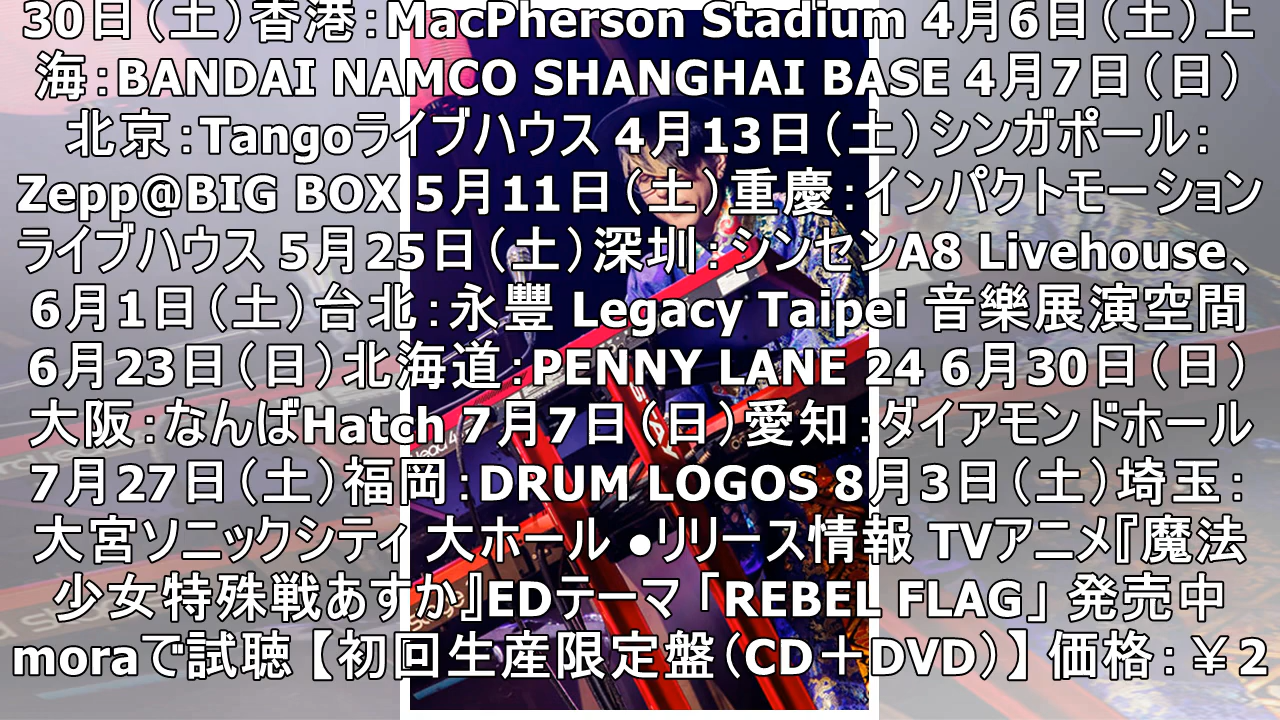 30日（土）香港：MacPherson Stadium 4月6日（土）上
海：BANDAI NAMCO SHANGHAI BASE 4月7日（日）
北京：Tangoライブハウス 4月13日（土）シンガポール：
Zepp@BIG BOX 5月11日（土）重慶：インパクトモーション
ライブハウス 5月25日（土）深圳：シンセンA8 Livehouse、
6月1日（土）台北：永豐 Legacy Taipei 音樂展演空間
6月23日（日）北海道：PENNY LANE 24 6月30日（日）
大阪：なんばHatch 7月7日（日）愛知：ダイアモンドホール
7月27日（土）福岡：DRUM LOGOS 8月3日（土）埼玉：
大宮ソニックシティ 大ホール ●リリース情報 TVアニメ『魔法
少女特殊戦あすか』EDテーマ「REBEL FLAG」発売中
moraで試聴【初回生産限定盤（CD＋DVD）】価格：￥2